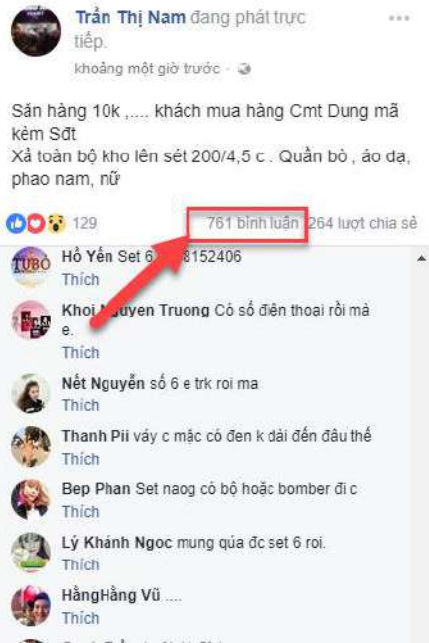 Trần Thị Nam đang phát trực
tiếp.
khoảng một giờ trước ·
Săn hàng 10k ,.... khách mua hàng Cmt Dung mã
kèm Sđt
Xả toàn bộ kho lên sét 200/4,5 c . Quần bò , áo dạ,
phao nam, nữ
129 761 bình luận 264 lượt chia sẻ
TUBO
Hồ Yến Set 6 8152406
Thích
Khoi Nguyen Truong Có số điện thoại rồi mà
e.
Thích
Nết Nguyễn số 6 e trk roi ma
Thích
Thanh Pii váy c mặc có đen k dài đến đâu thế
Thích
Bep Phan Set naog có bộ hoặc bomber đi c
Thích
Lý Khánh Ngọc mung qúa đc set 6 roi.
Thích
HằngHằng Vũ ....
Thích